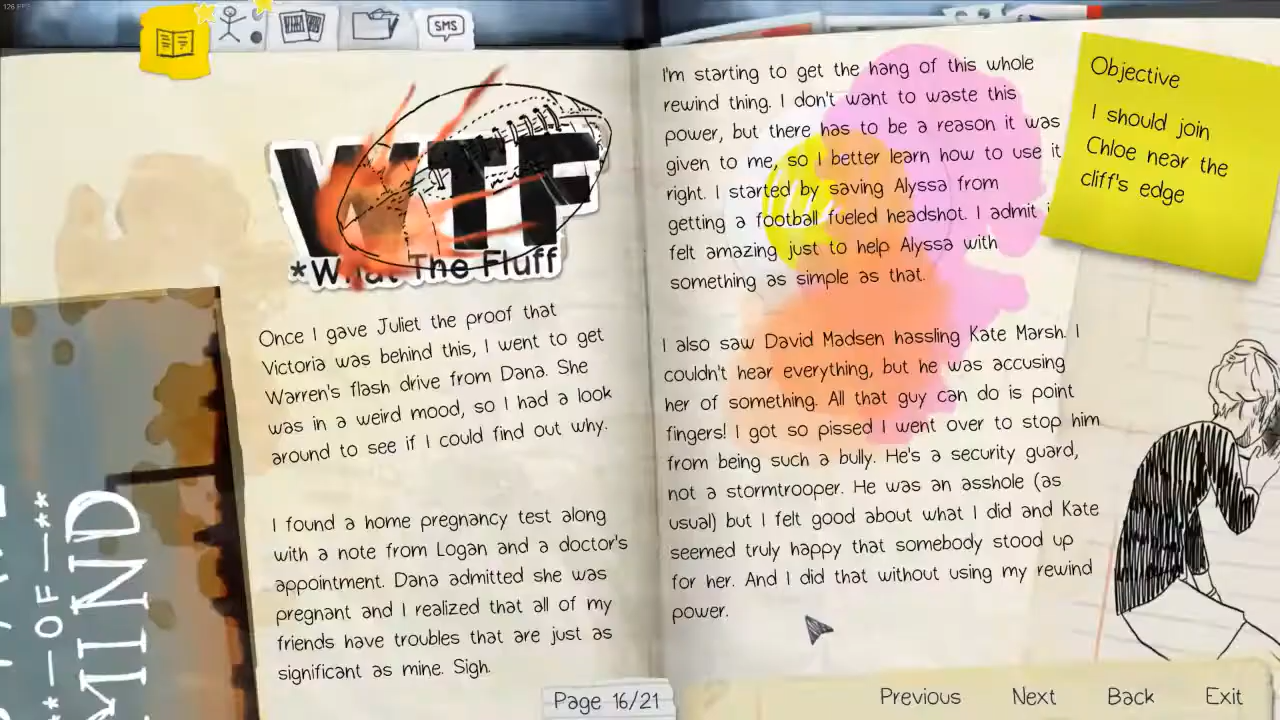 126 FPS
SMS
WTF
*What The Fluff
Once I gave Juliet the proof that
Victoria was behind this, I went to get
Warren's flash drive from Dana. She
was in a weird mood, so I had a look
around to see if I could find out why.
I found a home pregnancy test along
with a note from Logan and a doctor's
appointment. Dana admitted she was
pregnant and I realized that all of my
friends have troubles that are just as
significant as mine. Sigh.
OF
MIND
I'm starting to get the hang of this whole
rewind thing. I don't want to waste this
power, but there has to be a reason it was
given to me, so I better learn how to use it
right. I started by saving Alyssa from
getting a football fueled headshot. I admit
felt amazing just to help Alyssa with
something as simple as that.
I also saw David Madsen hassling Kate Marsh. I
couldn't hear everything, but he was accusing
her of something. All that guy can do is point
fingers! I got so pissed I went over to stop him
from being such a bully. He's a security guard,
not a stormtrooper. He was an asshole (as
usual) but I felt good about what I did and Kate
seemed truly happy that somebody stood up
for her. And I did that without using my rewind
power.
Objective
I should join
Chloe near the
cliff's edge
Page 16/21
Previous
Next
Back
Exit